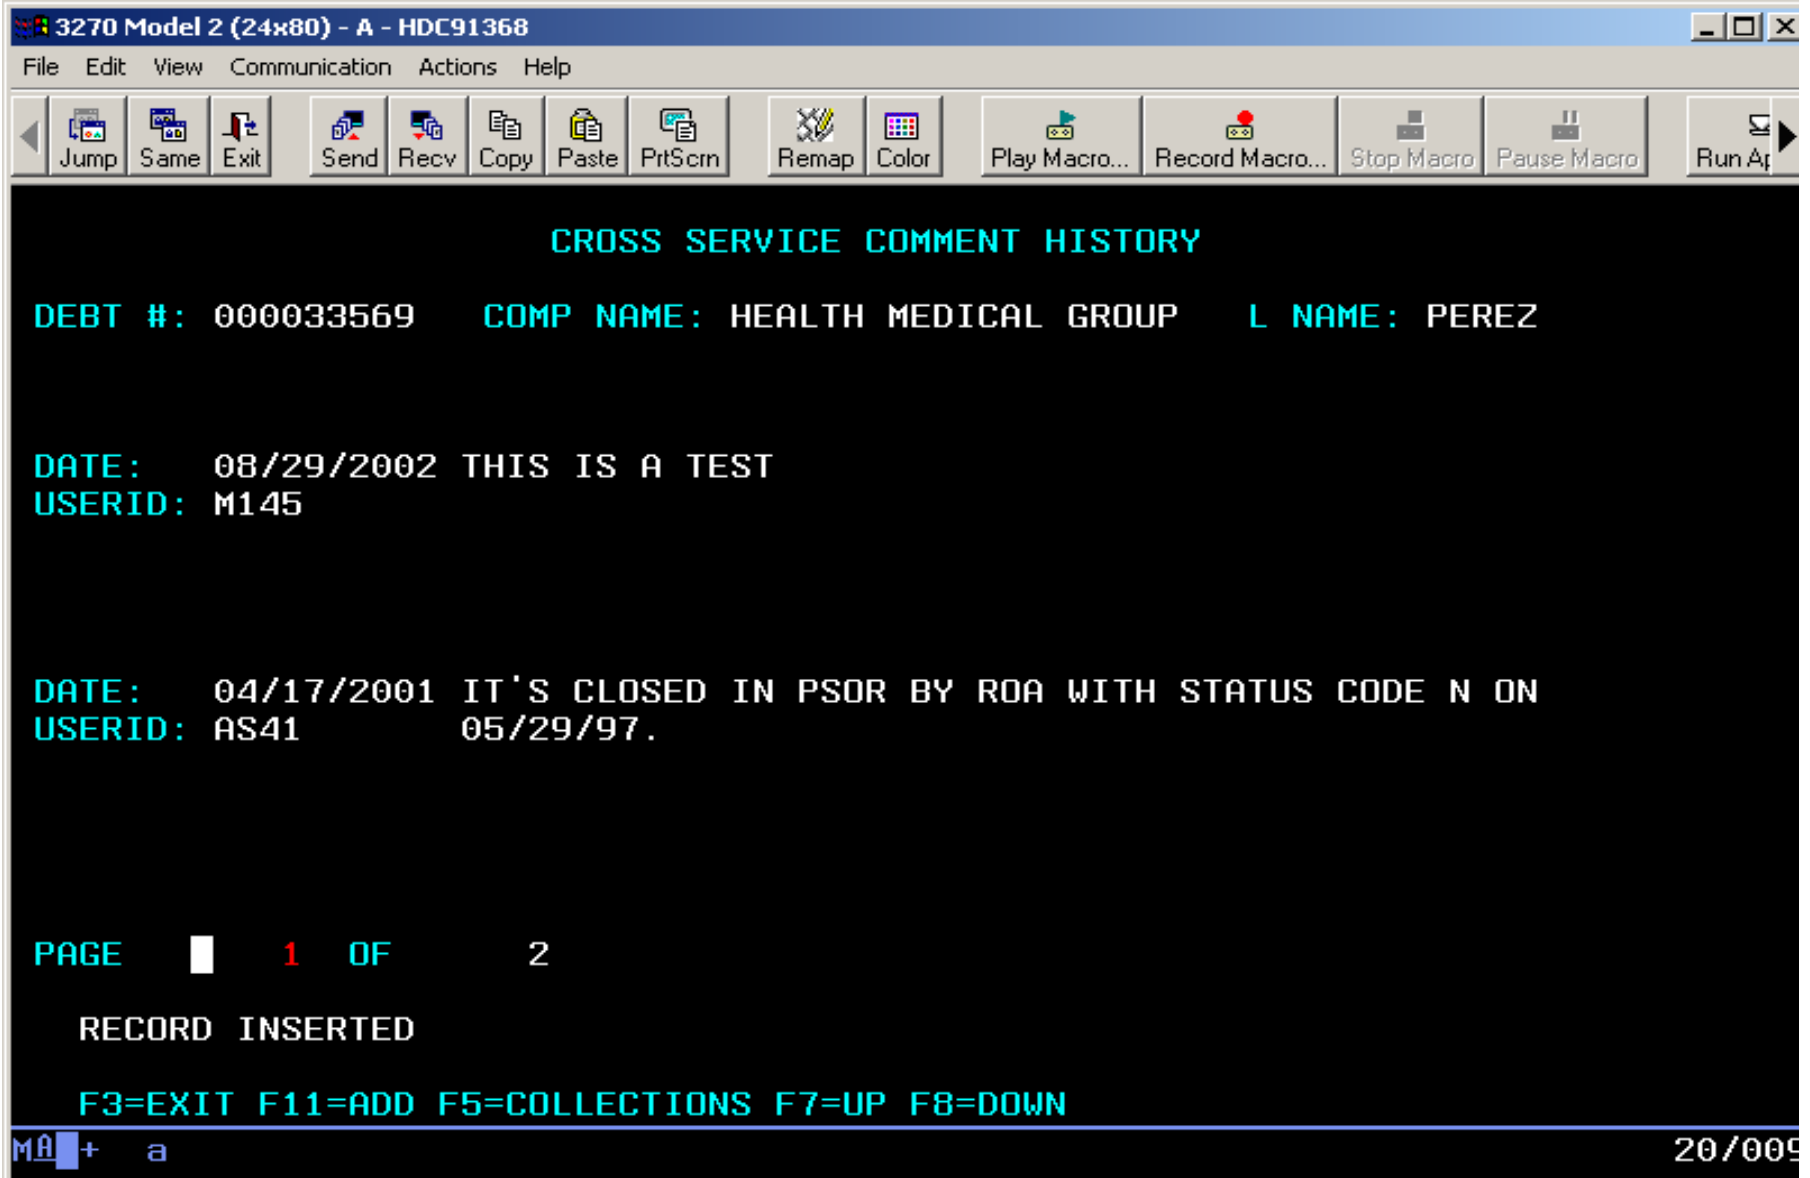 3270 Model 2 (24x80) - A - HDC91368
File Edit View Communication Actions Help
Jump Same Exit Send Recv Copy Paste PrtScrn Remap Color Play Macro... Record Macro... Stop Macro Pause Macro Run
CROSS SERVICE COMMENT HISTORY
DEBT #: 000033569 COMP NAME: HEALTH MEDICAL GROUP L NAME: PEREZ
DATE: 08/29/2002 THIS IS A TEST
USERID: M145
DATE: 04/17/2001 IT'S CLOSED IN PSOR BY ROA WITH STATUS CODE N ON
USERID: AS41 05/29/97.
PAGE 1 OF 2
RECORD INSERTED
F3=EXIT F11=ADD F5=COLLECTIONS F7=UP F8=DOWN
MA + a 20/009